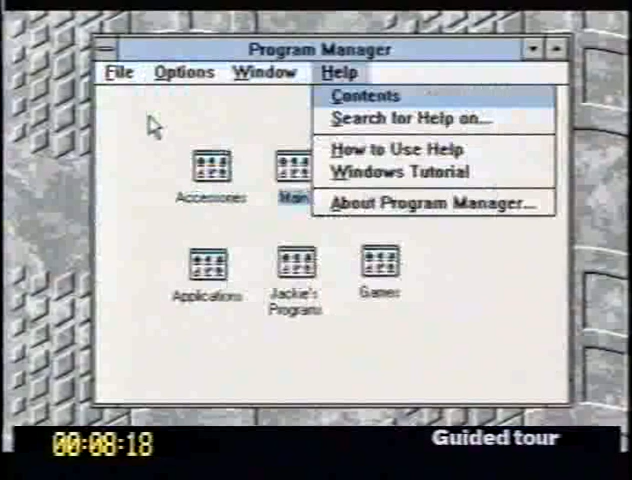 Program Manager
File Options Window Help
Contents
Search for Help on...
How to Use Help
Windows Tutorial
About Program Manager...
Accessories Main
Applications Jackie's Programs Games
00:08:18
Guided tour